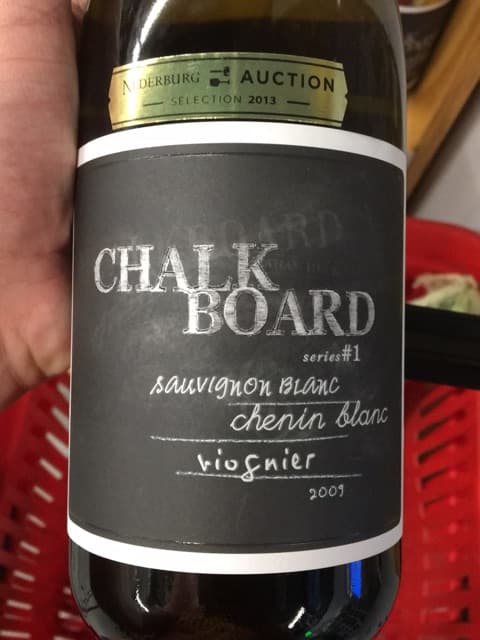 NEDERBURG AUCTION
SELECTION 2013
CHALK
BOARD
series #1
sauvignon Blanc
chenin blanc
viognier
2009